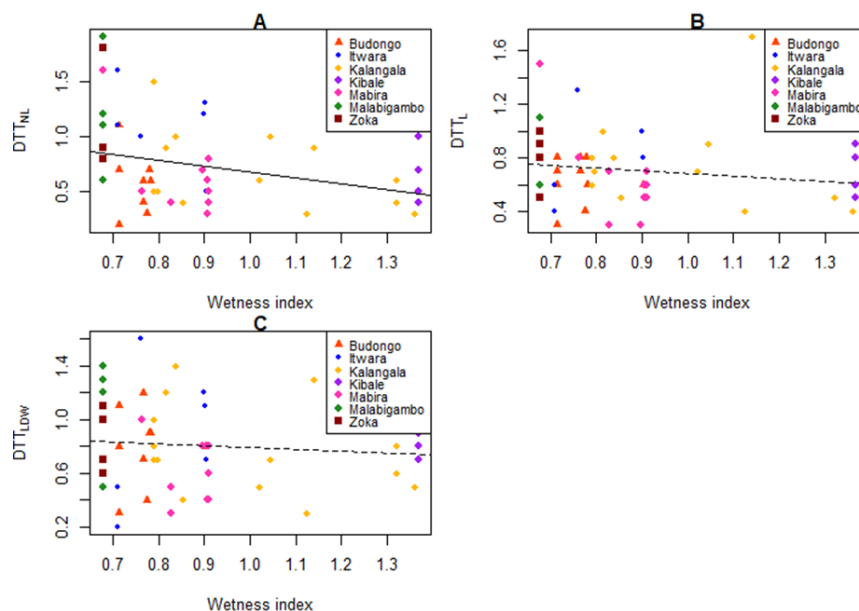 A
DTT_NL
0.5 1.0 1.5
Budongo
Itwara
Kalangala
Kibale
Mabira
Malabigambo
Zoka
0.7 0.8 0.9 1.0 1.1 1.2 1.3
Wetness index
B
DTT_L
0.4 0.8 1.2 1.6
Budongo
Itwara
Kalangala
Kibale
Mabira
Malabigambo
Zoka
0.7 0.8 0.9 1.0 1.1 1.2 1.3
Wetness index
C
DTT_LDW
0.2 0.6 1.0 1.4
Budongo
Itwara
Kalangala
Kibale
Mabira
Malabigambo
Zoka
0.7 0.8 0.9 1.0 1.1 1.2 1.3
Wetness index